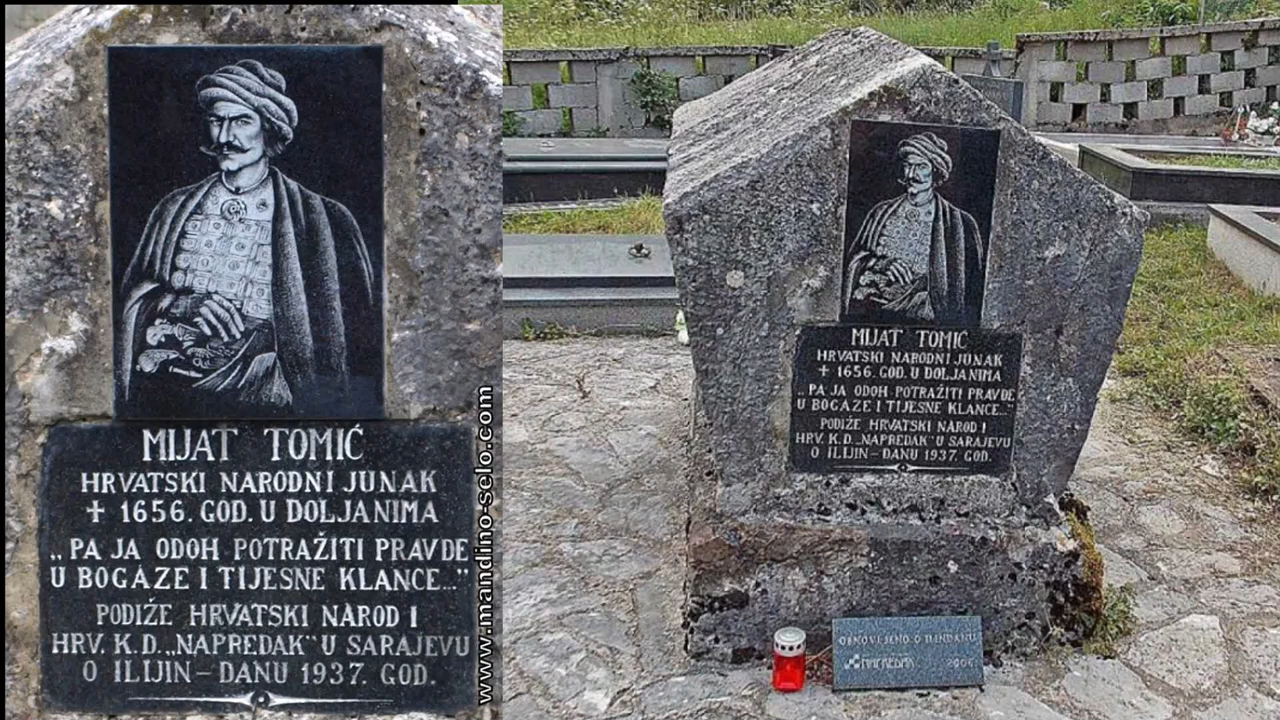 MIJAT TOMIĆ
HRVATSKI NARODNI JUNAK
+ 1656. GOD. U DOLJANIMA
„PA JA ODOH POTRAŽITI PRAVDE
U BOGAZE I TIJESNE KLANCE...”
PODIŽE HRVATSKI NAROD I
HRV. K.D. „NAPREDAK” U SARAJEVU
O ILIJIN-DANU 1937. GOD.
www.mandino-selo.com
MIJAT TOMIĆ
HRVATSKI NARODNI JUNAK
+ 1656. GOD. U DOLJANIMA
„PA JA ODOH POTRAŽITI PRAVDE
U BOGAZE I TIJESNE KLANCE...”
PODIŽE HRVATSKI NAROD I
HRV. K.D. „NAPREDAK” U SARAJEVU
O ILIJIN-DANU 1937. GOD.
OBNOVLJENO O ILINDANU
NAPREDAK